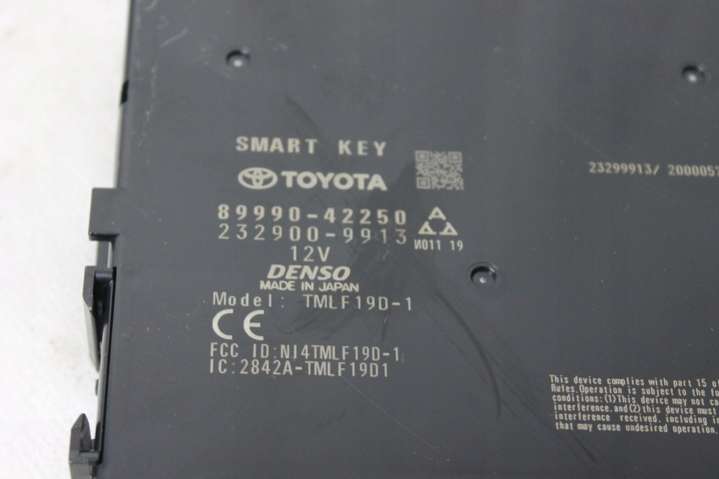 SMART KEY
TOYOTA
89990-42250
232900-9913
И011 19
12V
DENSO
MADE IN JAPAN
Model: TMLF19D-1
CE
FCC ID:NI4TMLF19D-1
IC:2842A-TMLF19D1
23299913/ 200005
This device complies with part 15 of
Rules.Operation is subject to the fo
conditions:(1)This device may not ca
interference.and(2)this device must
interference received, including
that may cause undesired operation.